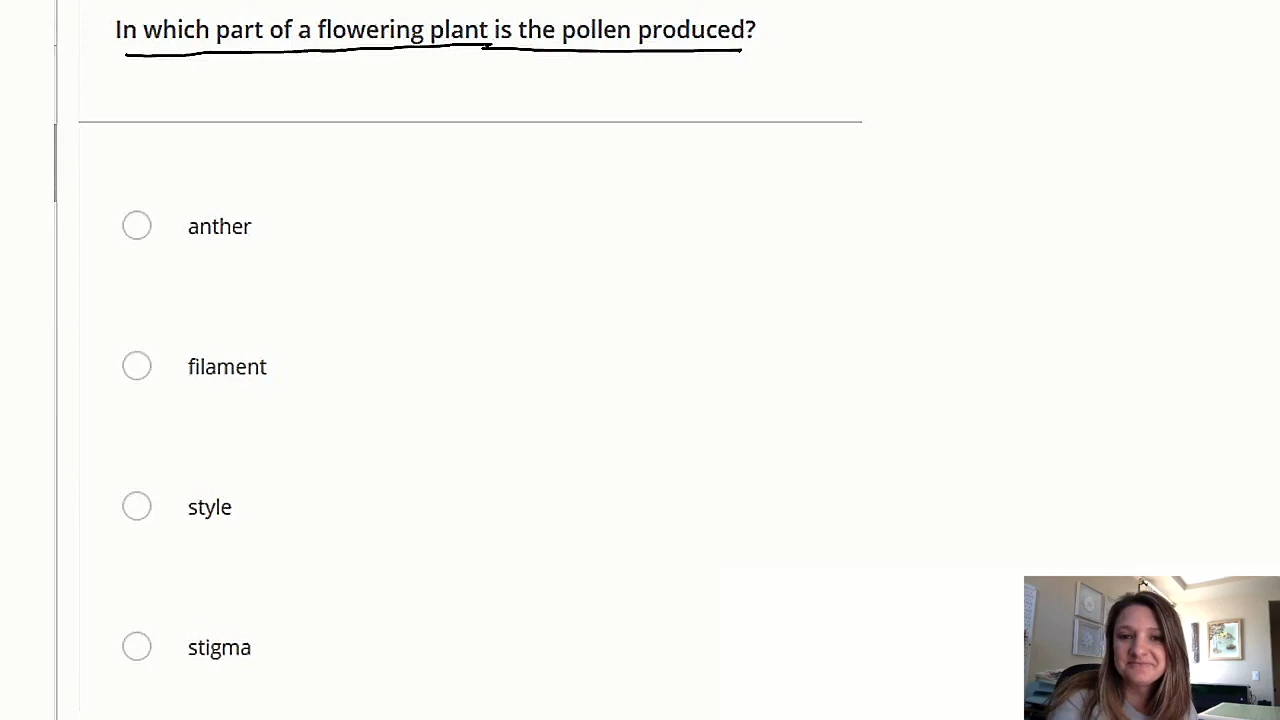 In which part of a flowering plant is the pollen produced?
anther
filament
style
stigma